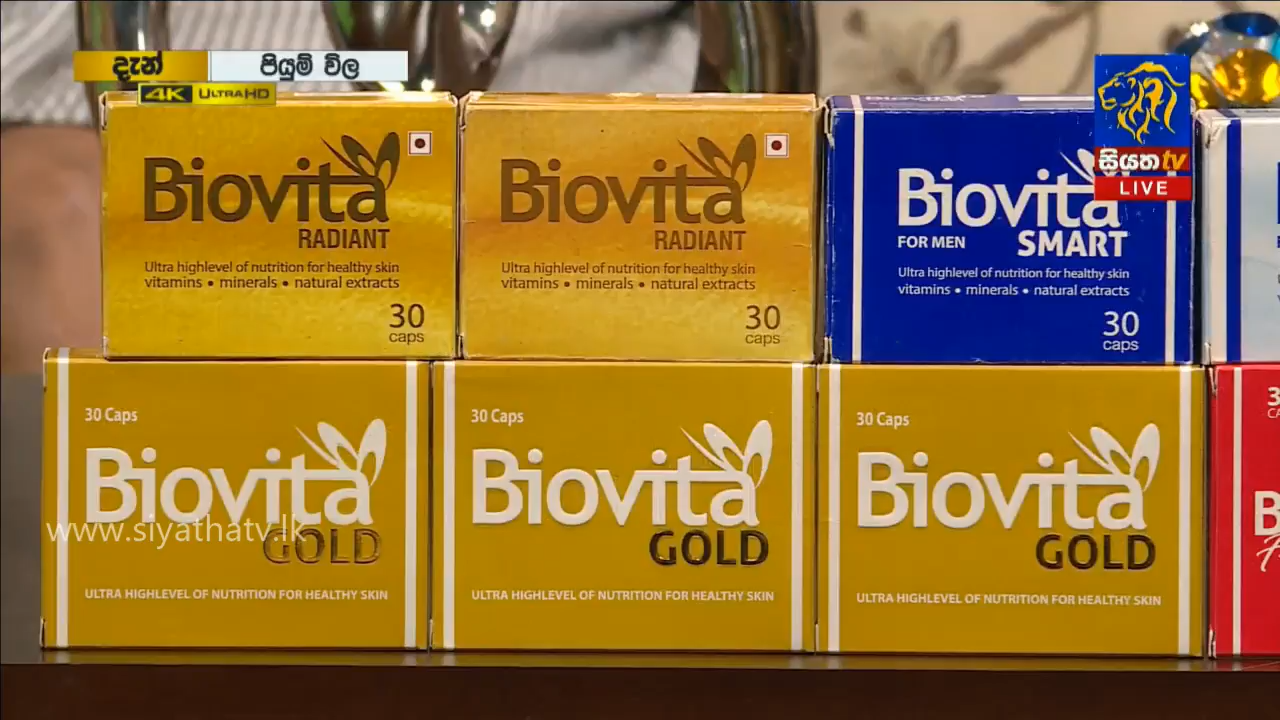 දැන් පියුම් විල
4K ULTRA HD
සියත tv
LIVE
Biovita
RADIANT
Ultra highlevel of nutrition for healthy skin
vitamins • minerals • natural extracts
30
caps
Biovita
RADIANT
Ultra highlevel of nutrition for healthy skin
vitamins • minerals • natural extracts
30
caps
Biovita
FOR MEN SMART
Ultra highlevel of nutrition for healthy skin
vitamins • minerals • natural extracts
30
caps
30 Caps
Biovita
GOLD
ULTRA HIGHLEVEL OF NUTRITION FOR HEALTHY SKIN
30 Caps
Biovita
GOLD
ULTRA HIGHLEVEL OF NUTRITION FOR HEALTHY SKIN
30 Caps
Biovita
GOLD
ULTRA HIGHLEVEL OF NUTRITION FOR HEALTHY SKIN
www.siyathatv.lk